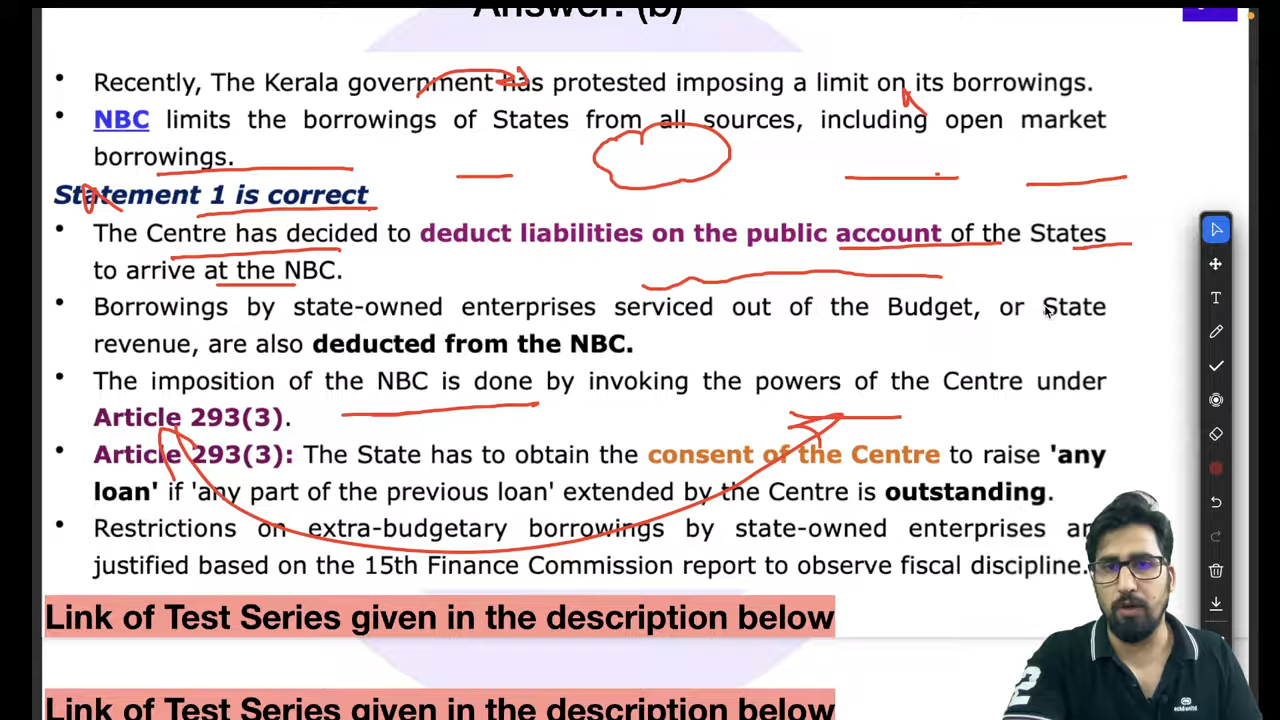 Answer: (b)
• Recently, The Kerala government has protested imposing a limit on its borrowings.
• NBC limits the borrowings of States from all sources, including open market
borrowings.
Statement 1 is correct
• The Centre has decided to deduct liabilities on the public account of the States
to arrive at the NBC.
• Borrowings by state-owned enterprises serviced out of the Budget, or State
revenue, are also deducted from the NBC.
• The imposition of the NBC is done by invoking the powers of the Centre under
Article 293(3).
• Article 293(3): The State has to obtain the consent of the Centre to raise 'any
loan' if 'any part of the previous loan' extended by the Centre is outstanding.
• Restrictions on extra-budgetary borrowings by state-owned enterprises
justified based on the 15th Finance Commission report to observe fiscal discipline.
Link of Test Series given in the description below
Link of Test Series given in the description below
T
2